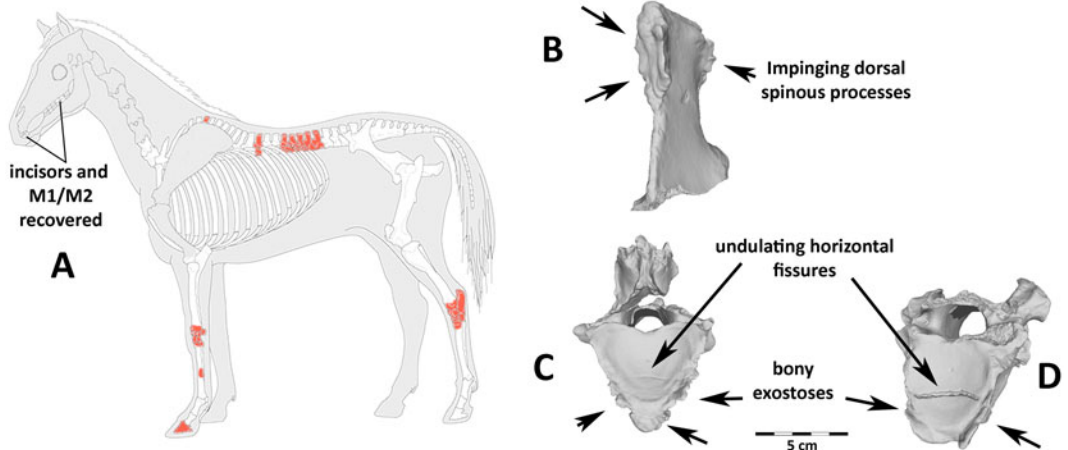 incisors and
M1/M2
recovered
A
B
Impinging dorsal
spinous processes
undulating horizontal
fissures
C
bony
exostoses
D
5 cm